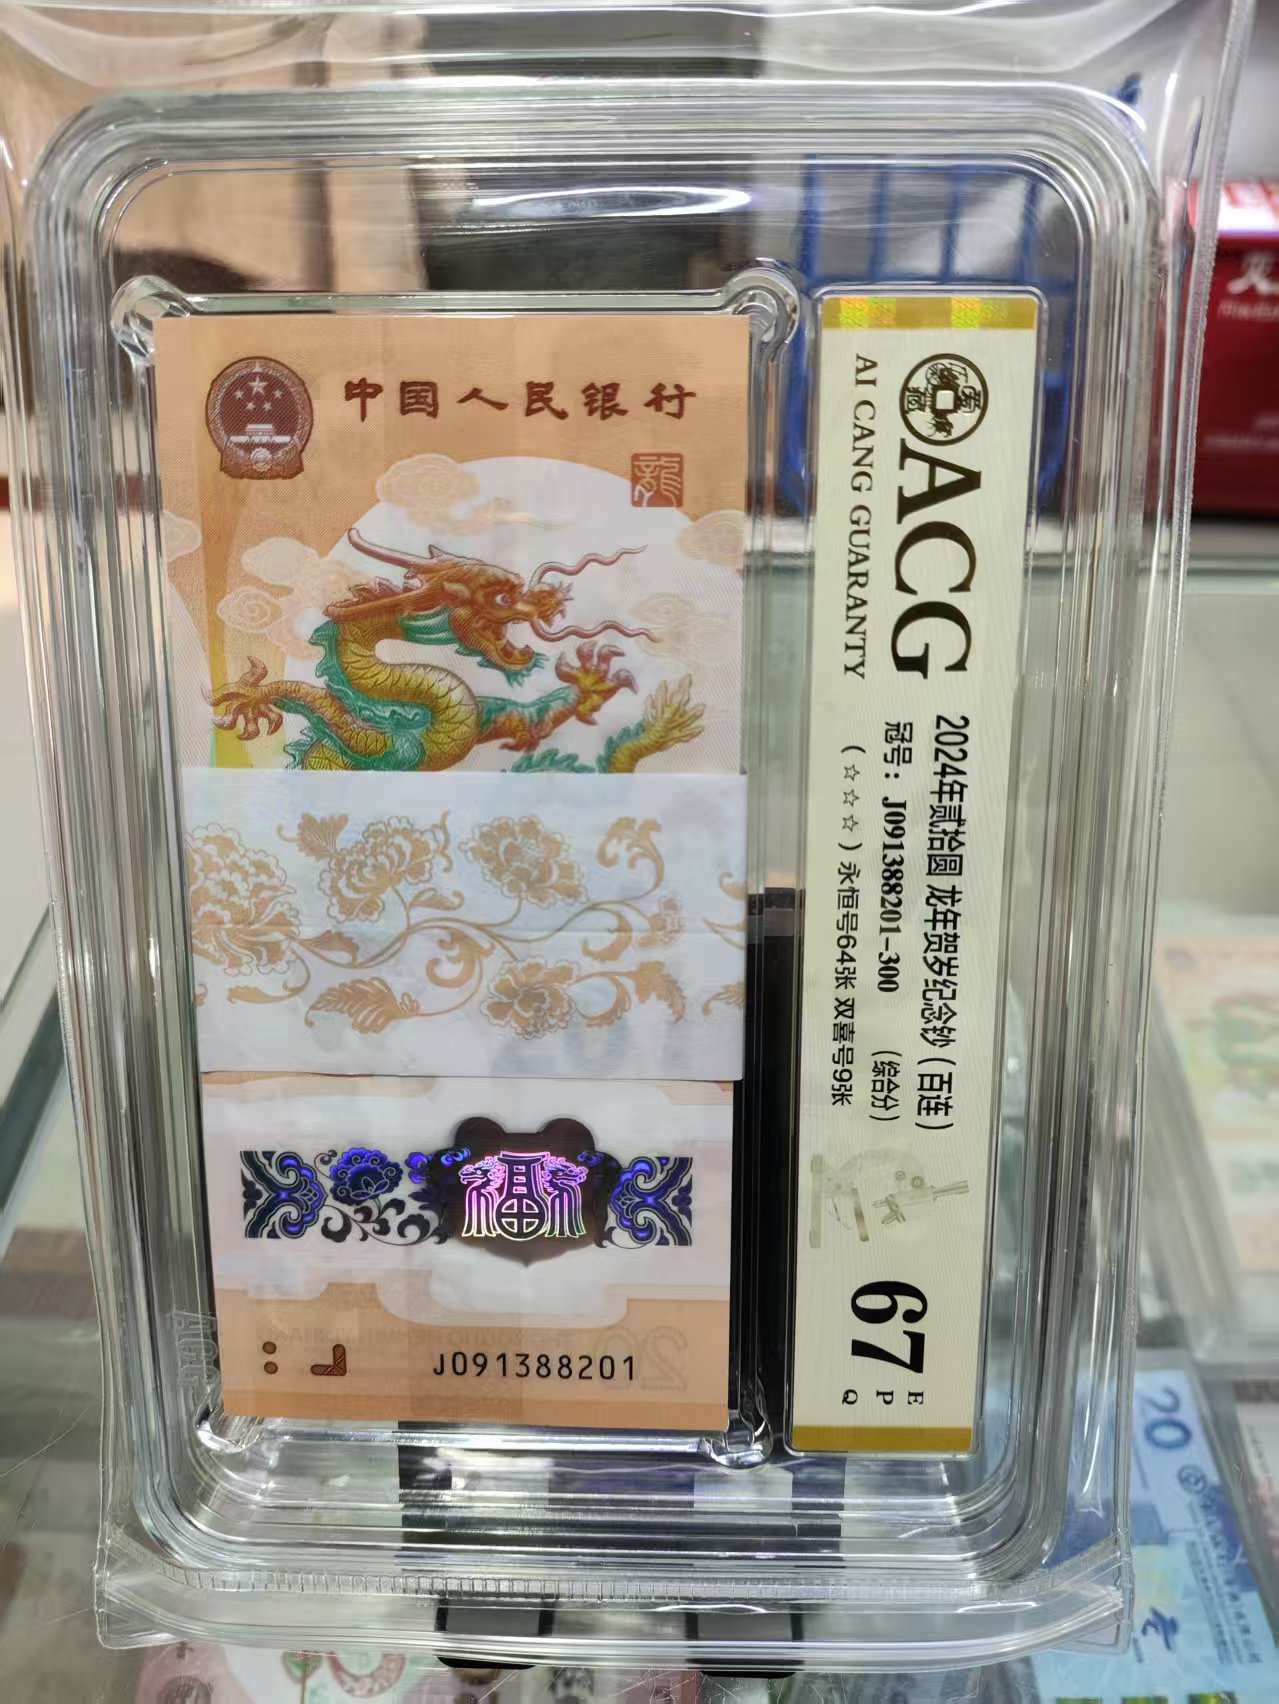 中国人民银行
龍
福
J091388201
ACG
AI CANG GUARANTY
2024年贰拾圆 龙年贺岁纪念钞(百连)
冠号:J091388201-300 (综合分)
(☆☆☆)永恒号64张 双喜号9张
67
E
P
Q
ACG
20